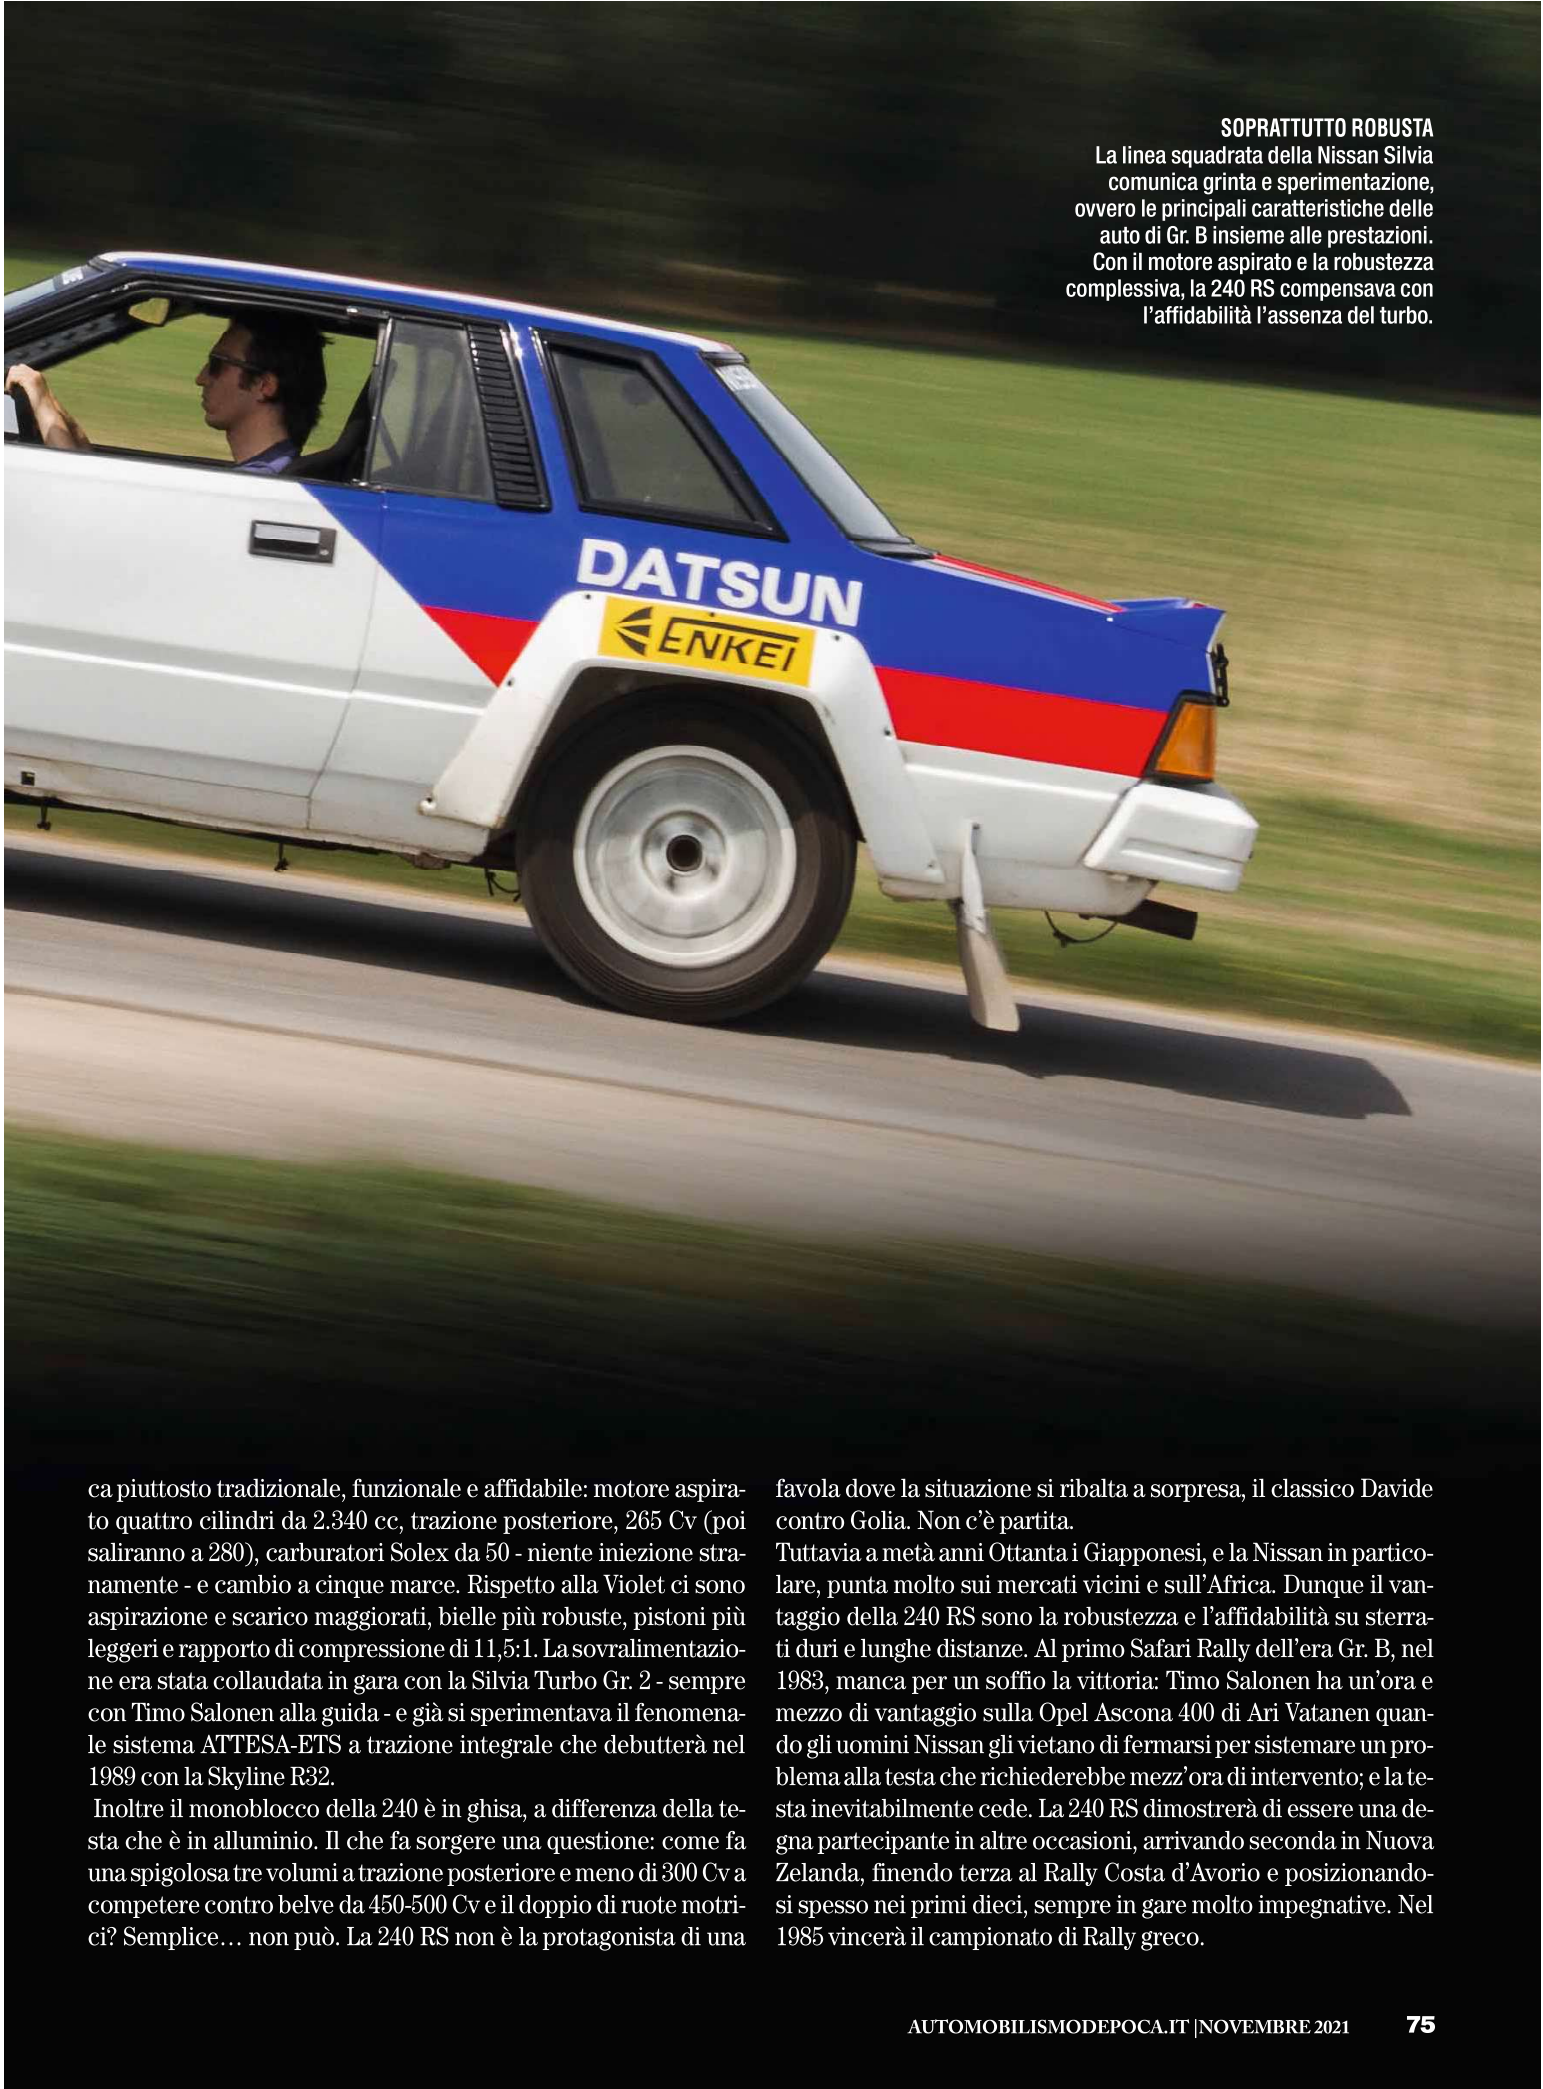 SOPRATTUTTO ROBUSTA
La linea squadrata della Nissan Silvia
comunica grinta e sperimentazione,
ovvero le principali caratteristiche delle
auto di Gr. B insieme alle prestazioni.
Con il motore aspirato e la robustezza
complessiva, la 240 RS compensava con
l'affidabilità l'assenza del turbo.
DATSUN
ENKEI
ca piuttosto tradizionale, funzionale e affidabile: motore aspira-
to quattro cilindri da 2.340 cc, trazione posteriore, 265 Cv (poi
saliranno a 280), carburatori Solex da 50 - niente iniezione stra-
namente - e cambio a cinque marce. Rispetto alla Violet ci sono
aspirazione e scarico maggiorati, bielle più robuste, pistoni più
leggeri e rapporto di compressione di 11,5:1. La sovralimentazio-
ne era stata collaudata in gara con la Silvia Turbo Gr. 2 - sempre
con Timo Salonen alla guida - e già si sperimentava il fenomena-
le sistema ATTESA-ETS a trazione integrale che debutterà nel
1989 con la Skyline R32.
Inoltre il monoblocco della 240 è in ghisa, a differenza della te-
sta che è in alluminio. Il che fa sorgere una questione: come fa
una spigolosa tre volumi a trazione posteriore e meno di 300 Cv a
competere contro belve da 450-500 Cv e il doppio di ruote motri-
ci? Semplice… non può. La 240 RS non è la protagonista di una
favola dove la situazione si ribalta a sorpresa, il classico Davide
contro Golia. Non c'è partita.
Tuttavia a metà anni Ottanta i Giapponesi, e la Nissan in partico-
lare, punta molto sui mercati vicini e sull'Africa. Dunque il van-
taggio della 240 RS sono la robustezza e l'affidabilità su sterra-
ti duri e lunghe distanze. Al primo Safari Rally dell'era Gr. B, nel
1983, manca per un soffio la vittoria: Timo Salonen ha un'ora e
mezzo di vantaggio sulla Opel Ascona 400 di Ari Vatanen quan-
do gli uomini Nissan gli vietano di fermarsi per sistemare un pro-
blema alla testa che richiederebbe mezz'ora di intervento; e la te-
sta inevitabilmente cede. La 240 RS dimostrerà di essere una de-
gna partecipante in altre occasioni, arrivando seconda in Nuova
Zelanda, finendo terza al Rally Costa d'Avorio e posizionando-
si spesso nei primi dieci, sempre in gare molto impegnative. Nel
1985 vincerà il campionato di Rally greco.
AUTOMOBILISMODEPOCA.IT |NOVEMBRE 2021 75